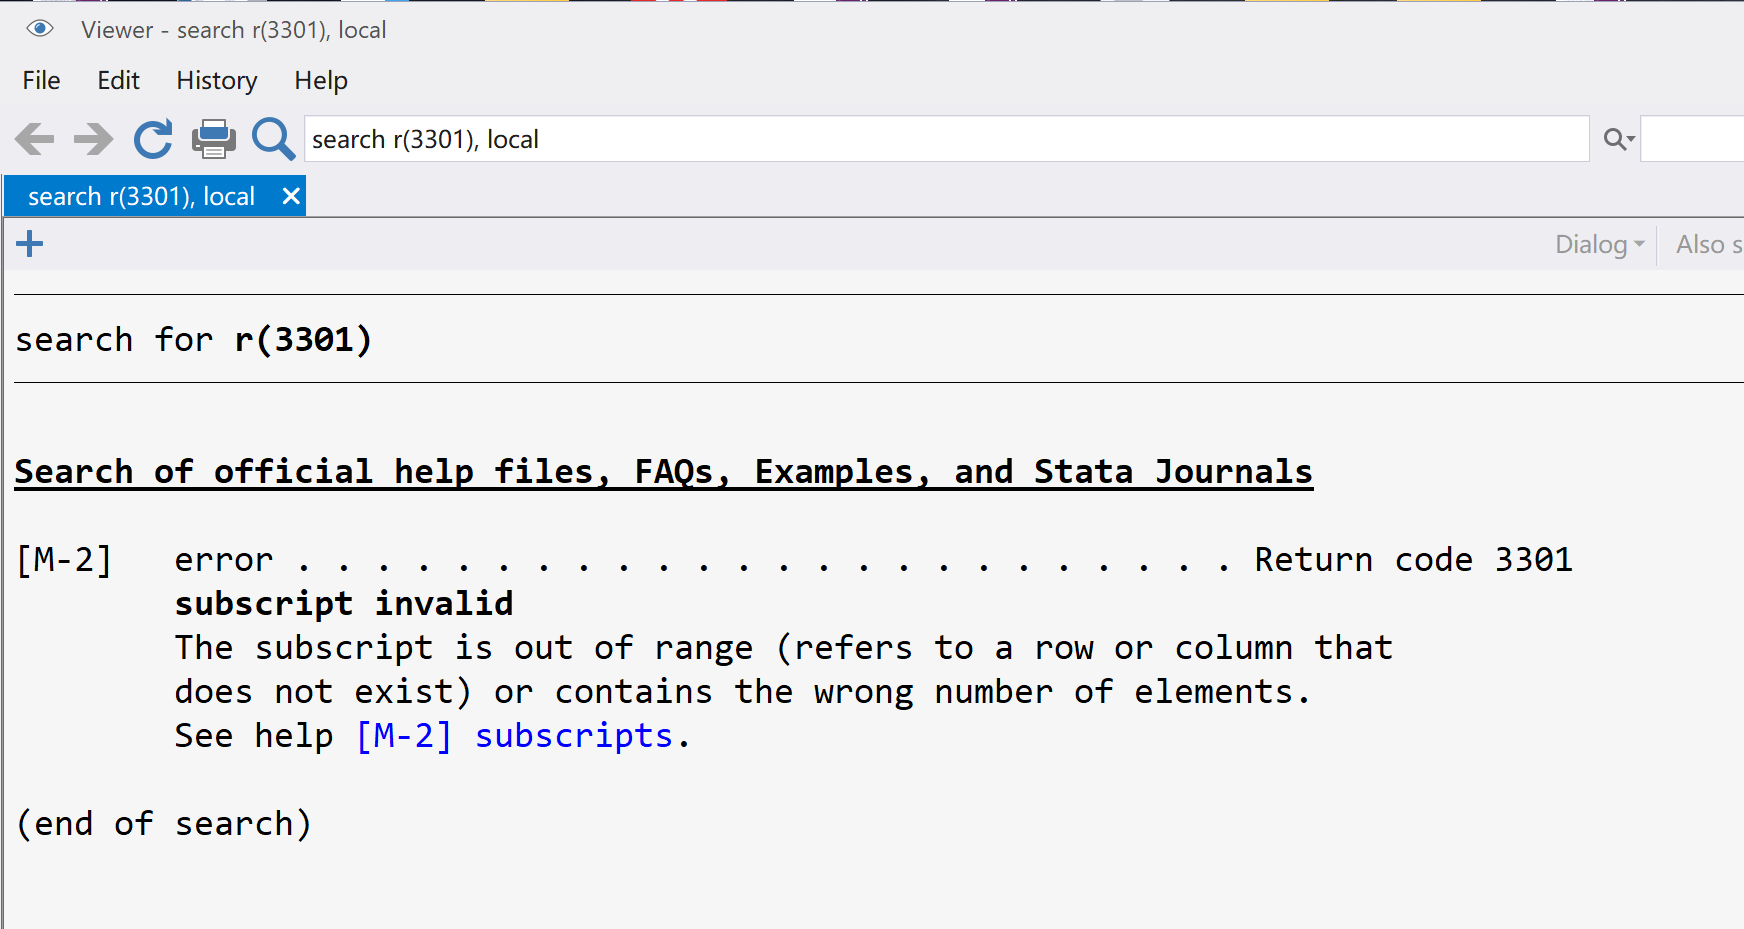 Viewer - search r(3301), local
File Edit History Help
search r(3301), local
search r(3301), local
Dialog Also s
search for r(3301)
Search of official help files, FAQs, Examples, and Stata Journals
[M-2] error . . . . . . . . . . . . . . . . . . . . . . . . Return code 3301
subscript invalid
The subscript is out of range (refers to a row or column that
does not exist) or contains the wrong number of elements.
See help [M-2] subscripts.
(end of search)